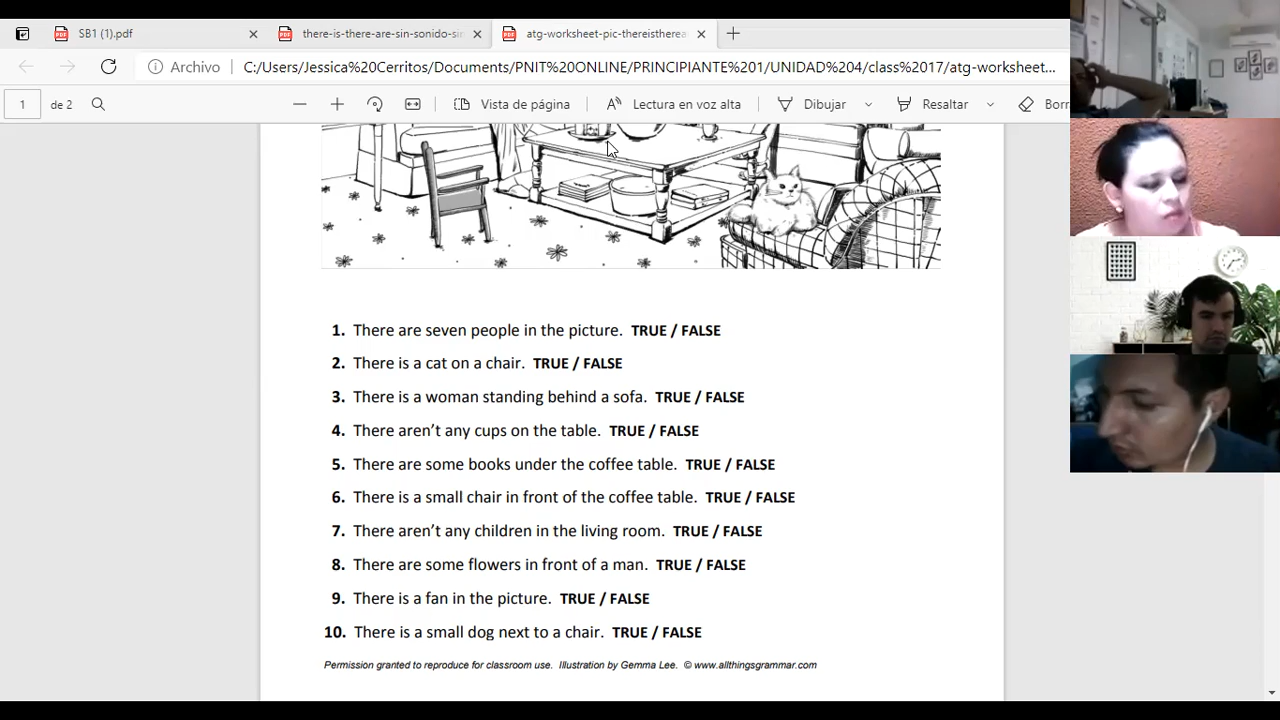 SB1 (1).pdf
there-is-there-are-sin-sonido-si
atg-worksheet-pic-thereistherea
Archivo
C:/Users/Jessica%20Cerritos/Documents/PNIT%20ONLINE/PRINCIPIANTE%201/UNIDAD%204/class%2017/atg-worksheet...
1 de 2
Vista de página
Lectura en voz alta
Dibujar
Resaltar
Borr
1. There are seven people in the picture. TRUE / FALSE
2. There is a cat on a chair. TRUE / FALSE
3. There is a woman standing behind a sofa. TRUE / FALSE
4. There aren't any cups on the table. TRUE / FALSE
5. There are some books under the coffee table. TRUE / FALSE
6. There is a small chair in front of the coffee table. TRUE / FALSE
7. There aren't any children in the living room. TRUE / FALSE
8. There are some flowers in front of a man. TRUE / FALSE
9. There is a fan in the picture. TRUE / FALSE
10. There is a small dog next to a chair. TRUE / FALSE
Permission granted to reproduce for classroom use. Illustration by Gemma Lee. © www.allthingsgrammar.com